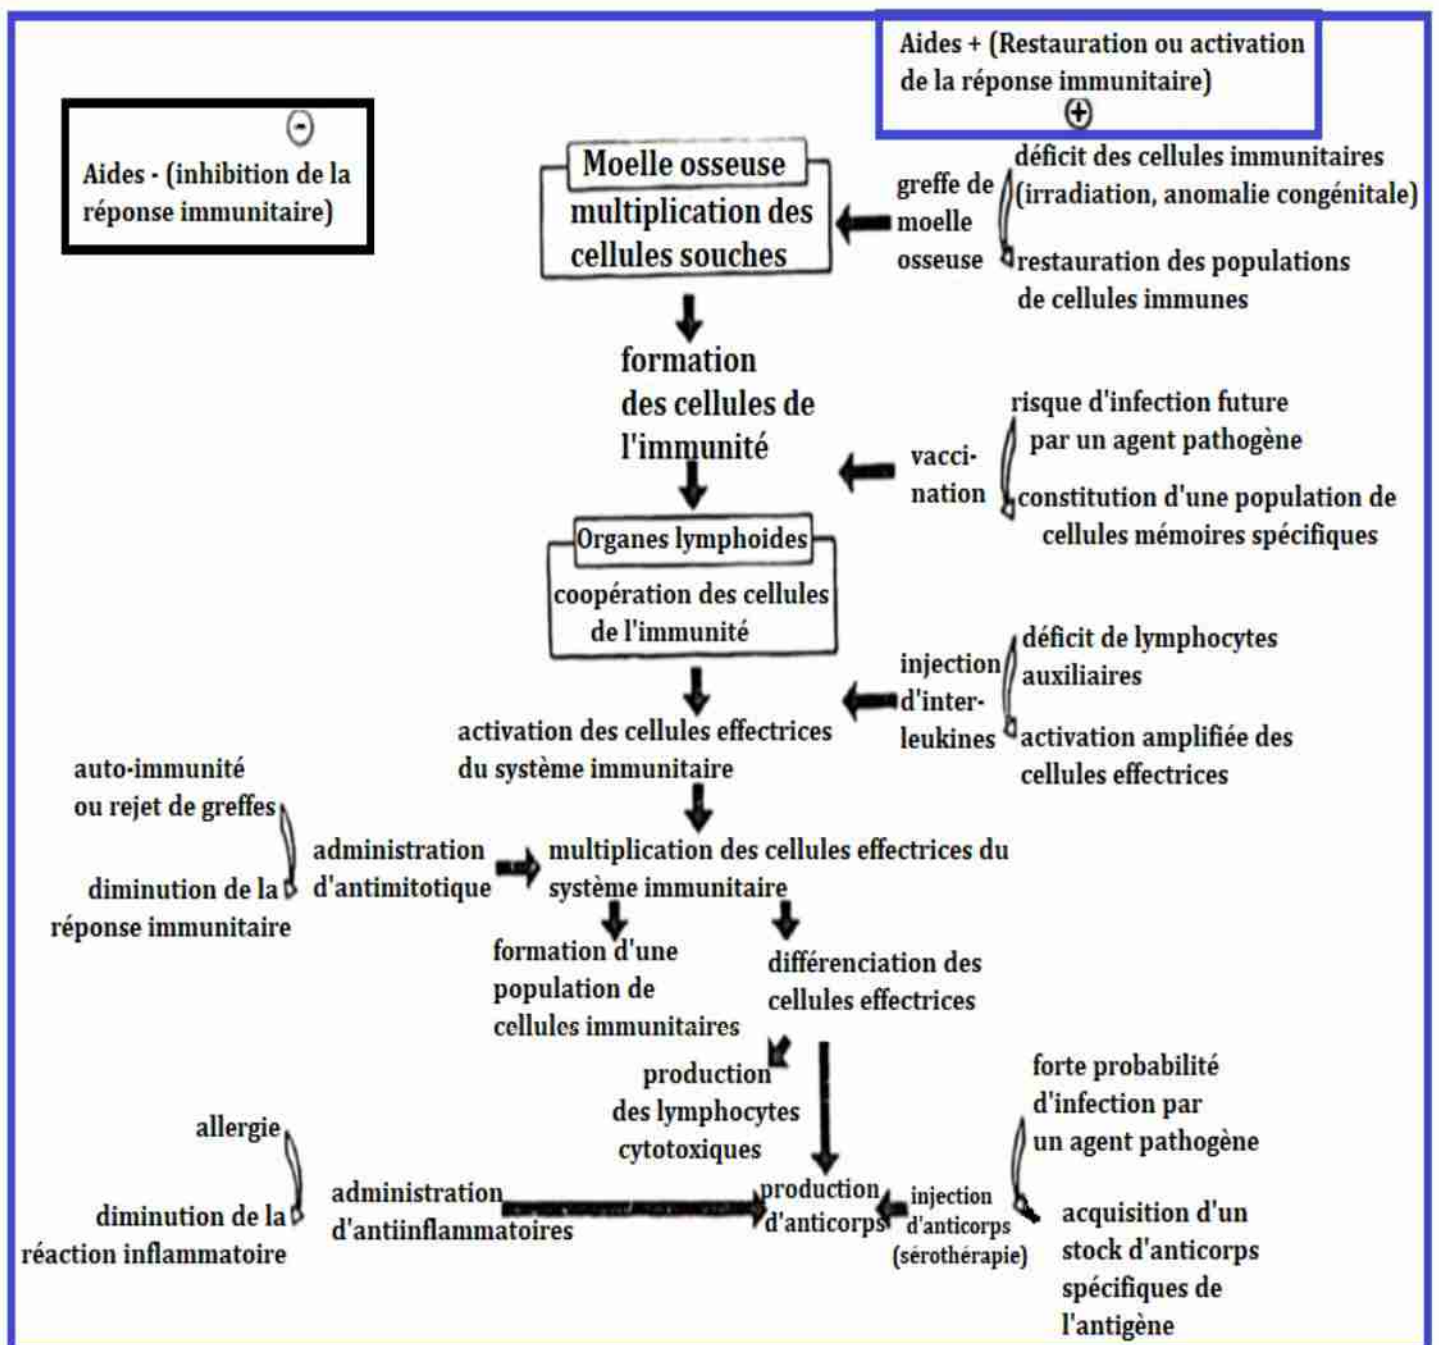 Aides + (Restauration ou activation
de la réponse immunitaire)
+
-
Aides - (inhibition de la
réponse immunitaire)
Moelle osseuse
multiplication des
cellules souches
greffe de
moelle
osseuse
déficit des cellules immunitaires
(irradiation, anomalie congénitale)
restauration des populations
de cellules immunes
formation
des cellules de
l'immunité
vacci-
nation
risque d'infection future
par un agent pathogène
constitution d'une population de
cellules mémoires spécifiques
Organes lymphoides
coopération des cellules
de l'immunité
injection
d'inter-
leukines
déficit de lymphocytes
auxiliaires
activation amplifiée des
cellules effectrices
activation des cellules effectrices
du système immunitaire
auto-immunité
ou rejet de greffes
diminution de la
réponse immunitaire
administration
d'antimitotique
multiplication des cellules effectrices du
système immunitaire
formation d'une
population de
cellules immunitaires
différenciation des
cellules effectrices
production
des lymphocytes
cytotoxiques
allergie
diminution de la
réaction inflammatoire
administration
d'antiinflammatoires
production
d'anticorps
injection
d'anticorps
(sérothérapie)
forte probabilité
d'infection par
un agent pathogène
acquisition d'un
stock d'anticorps
spécifiques de
l'antigène